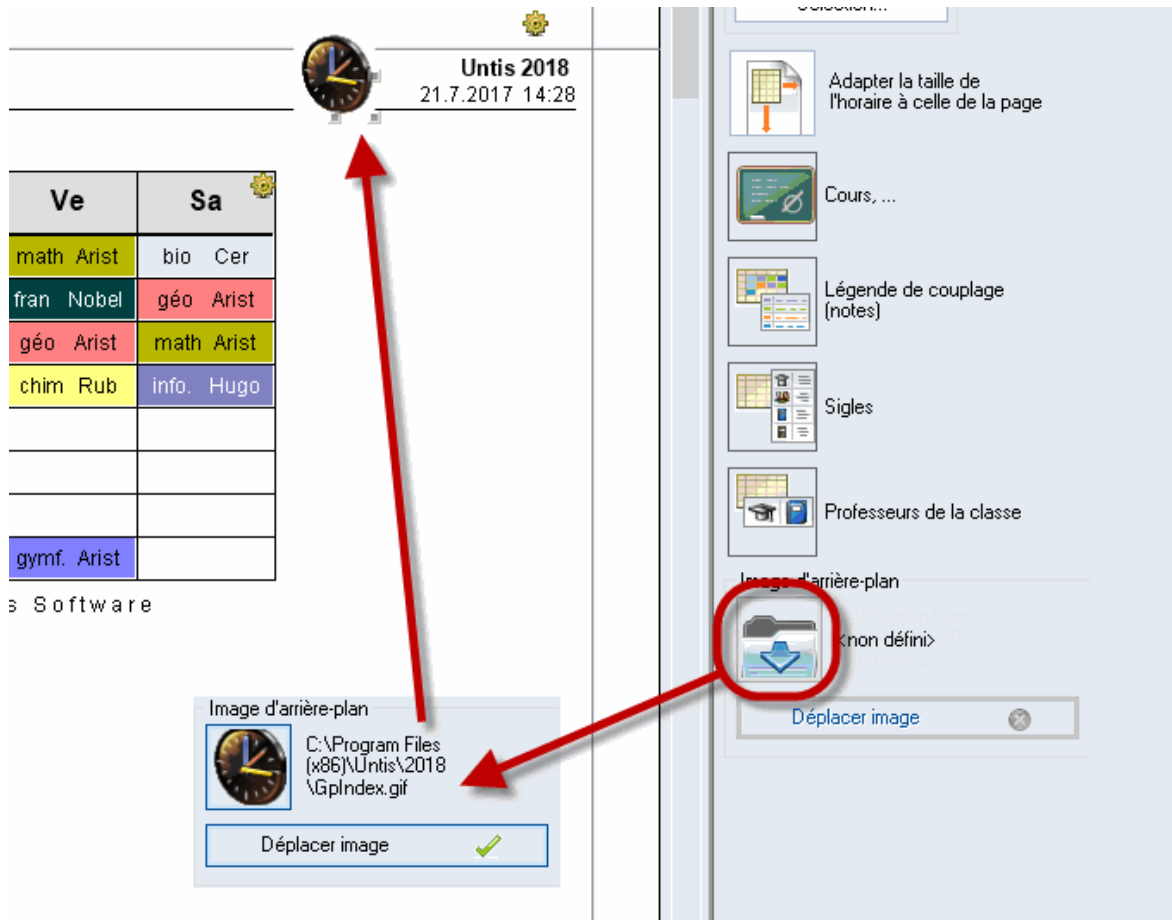 Sélection...
Untis 2018
21.7.2017 14:28
Adapter la taille de
l'horaire à celle de la page
Cours, ...
Légende de couplage
(notes)
Sigles
Professeurs de la classe
Image d'arrière-plan
<non défini>
Déplacer image
Ve Sa
math Arist bio Cer
fran Nobel géo Arist
géo Arist math Arist
chim Rub info. Hugo
gymf. Arist
s Software
Image d'arrière-plan
C:\Program Files
(x86)\Untis\2018
\GpIndex.gif
Déplacer image